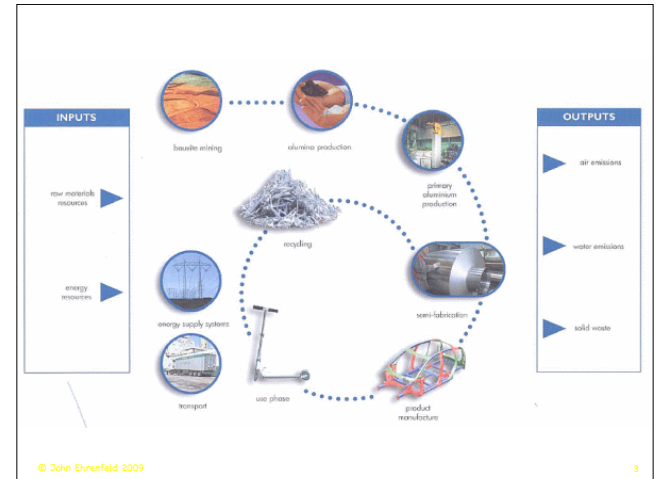 INPUTS
raw materials
resources
energy
resources
bauxite mining
alumina production
primary
aluminium
production
recycling
energy supply systems
semi-fabrication
transport
use phase
product
manufacture
OUTPUTS
air emissions
water emissions
solid waste
© John Ehrenfeld 2009
3